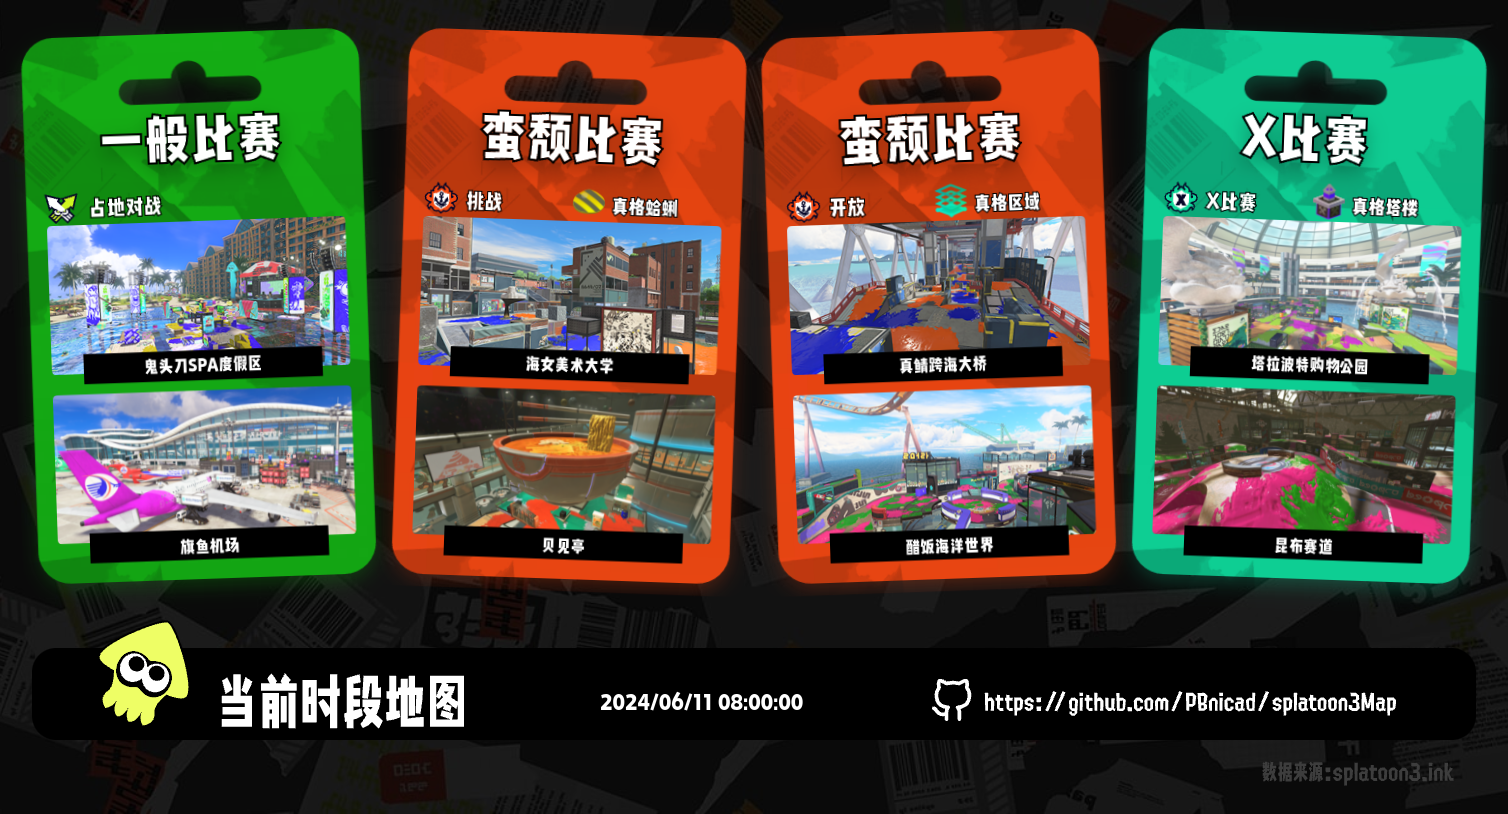 一般比赛
占地对战
鬼头刀SPA度假区
旗鱼机场
蛮颓比赛
挑战
真格蛤蜊
海女美术大学
贝见亭
蛮颓比赛
开放
真格区域
真鲭跨海大桥
醋饭海洋世界
X比赛
X比赛
真格塔楼
塔拉波特购物公园
昆布赛道
当前时段地图
2024/06/11 08:00:00
https://github.com/PBnicad/splatoon3Map
数据来源:splatoon3.ink